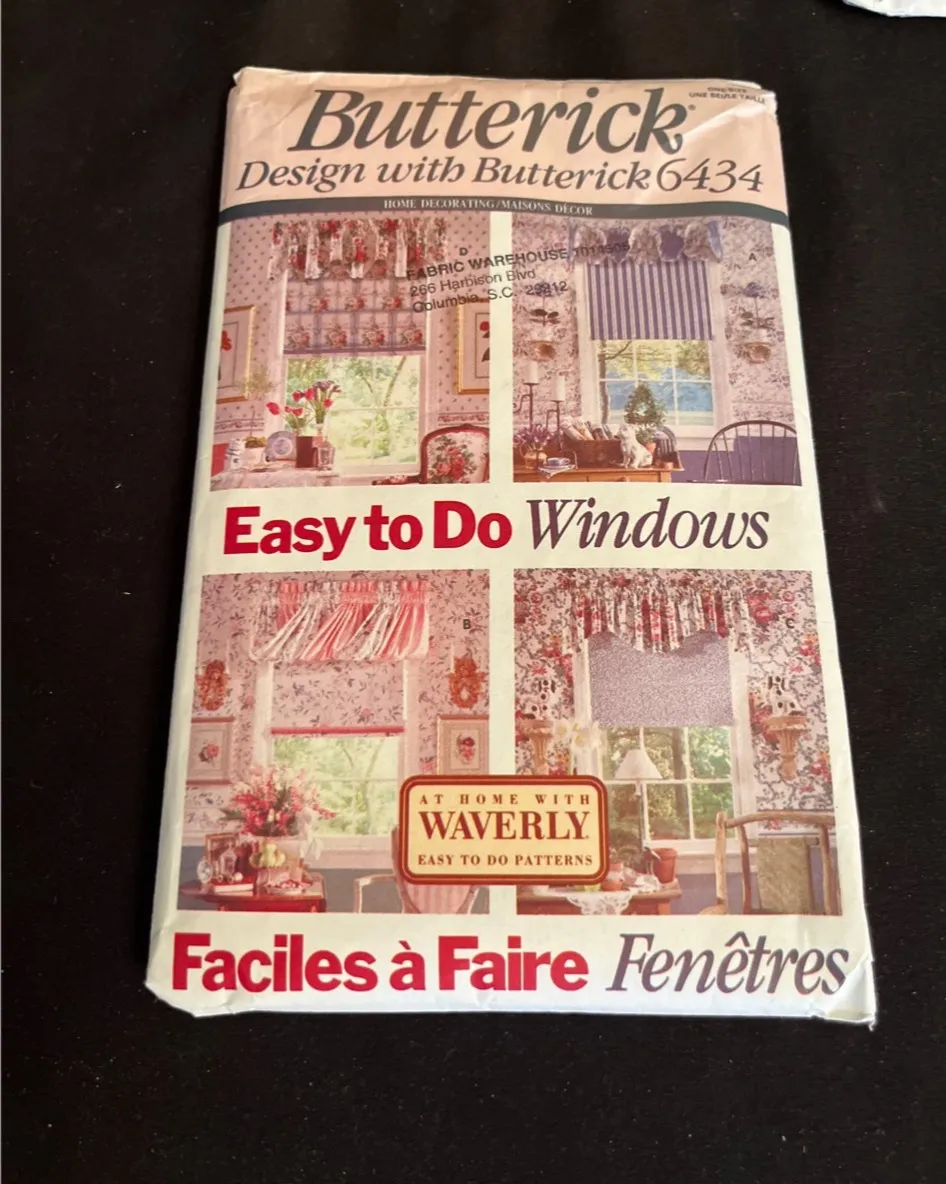 ONE SIZE
UNE SEULE TAILLE
Butterick®
Design with Butterick 6434
HOME DECORATING/MAISONS DÉCOR
D
A
FABRIC WAREHOUSE
266 Harbison Blvd
Columbia, S.C. 29212
Easy to Do Windows
B
C
AT HOME WITH
WAVERLY
EASY TO DO PATTERNS
Faciles à Faire Fenêtres